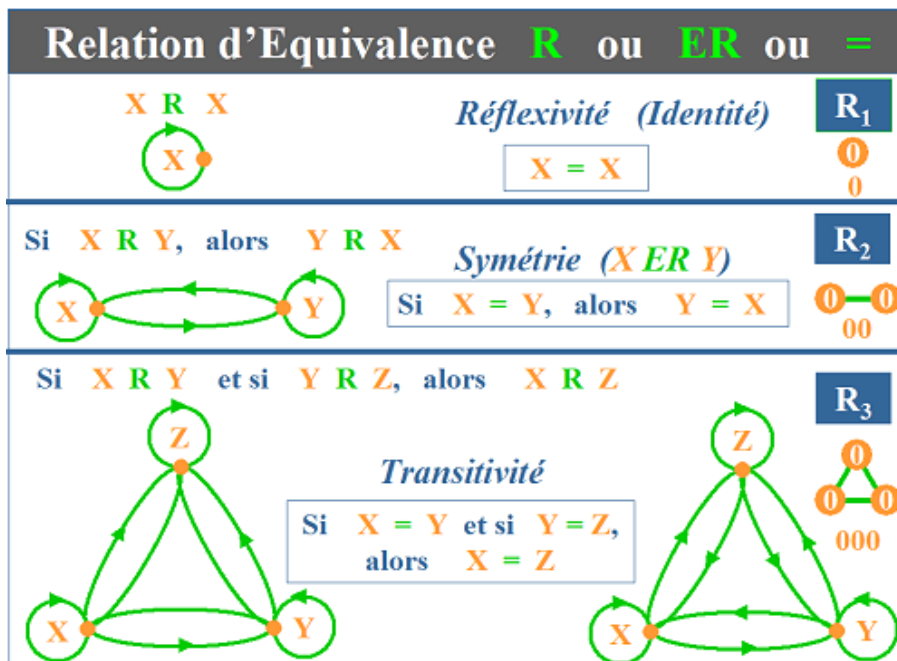 Relation d’Equivalence R ou ER ou =
X R X
X
Réflexivité (Identité)
X = X
R1
0
0
Si X R Y, alors Y R X
X
Y
Symétrie (X ER Y)
Si X = Y, alors Y = X
R2
0 0
00
Si X R Y et si Y R Z, alors X R Z
Z
X
Y
Transitivité
Si X = Y et si Y = Z,
alors X = Z
Z
X
Y
R3
0
0 0
000